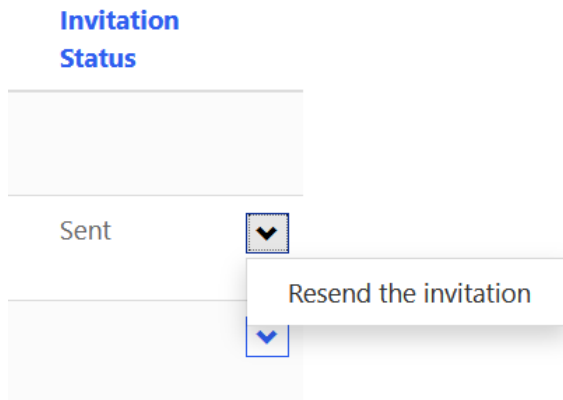 Invitation
Status
Sent
Resend the invitation